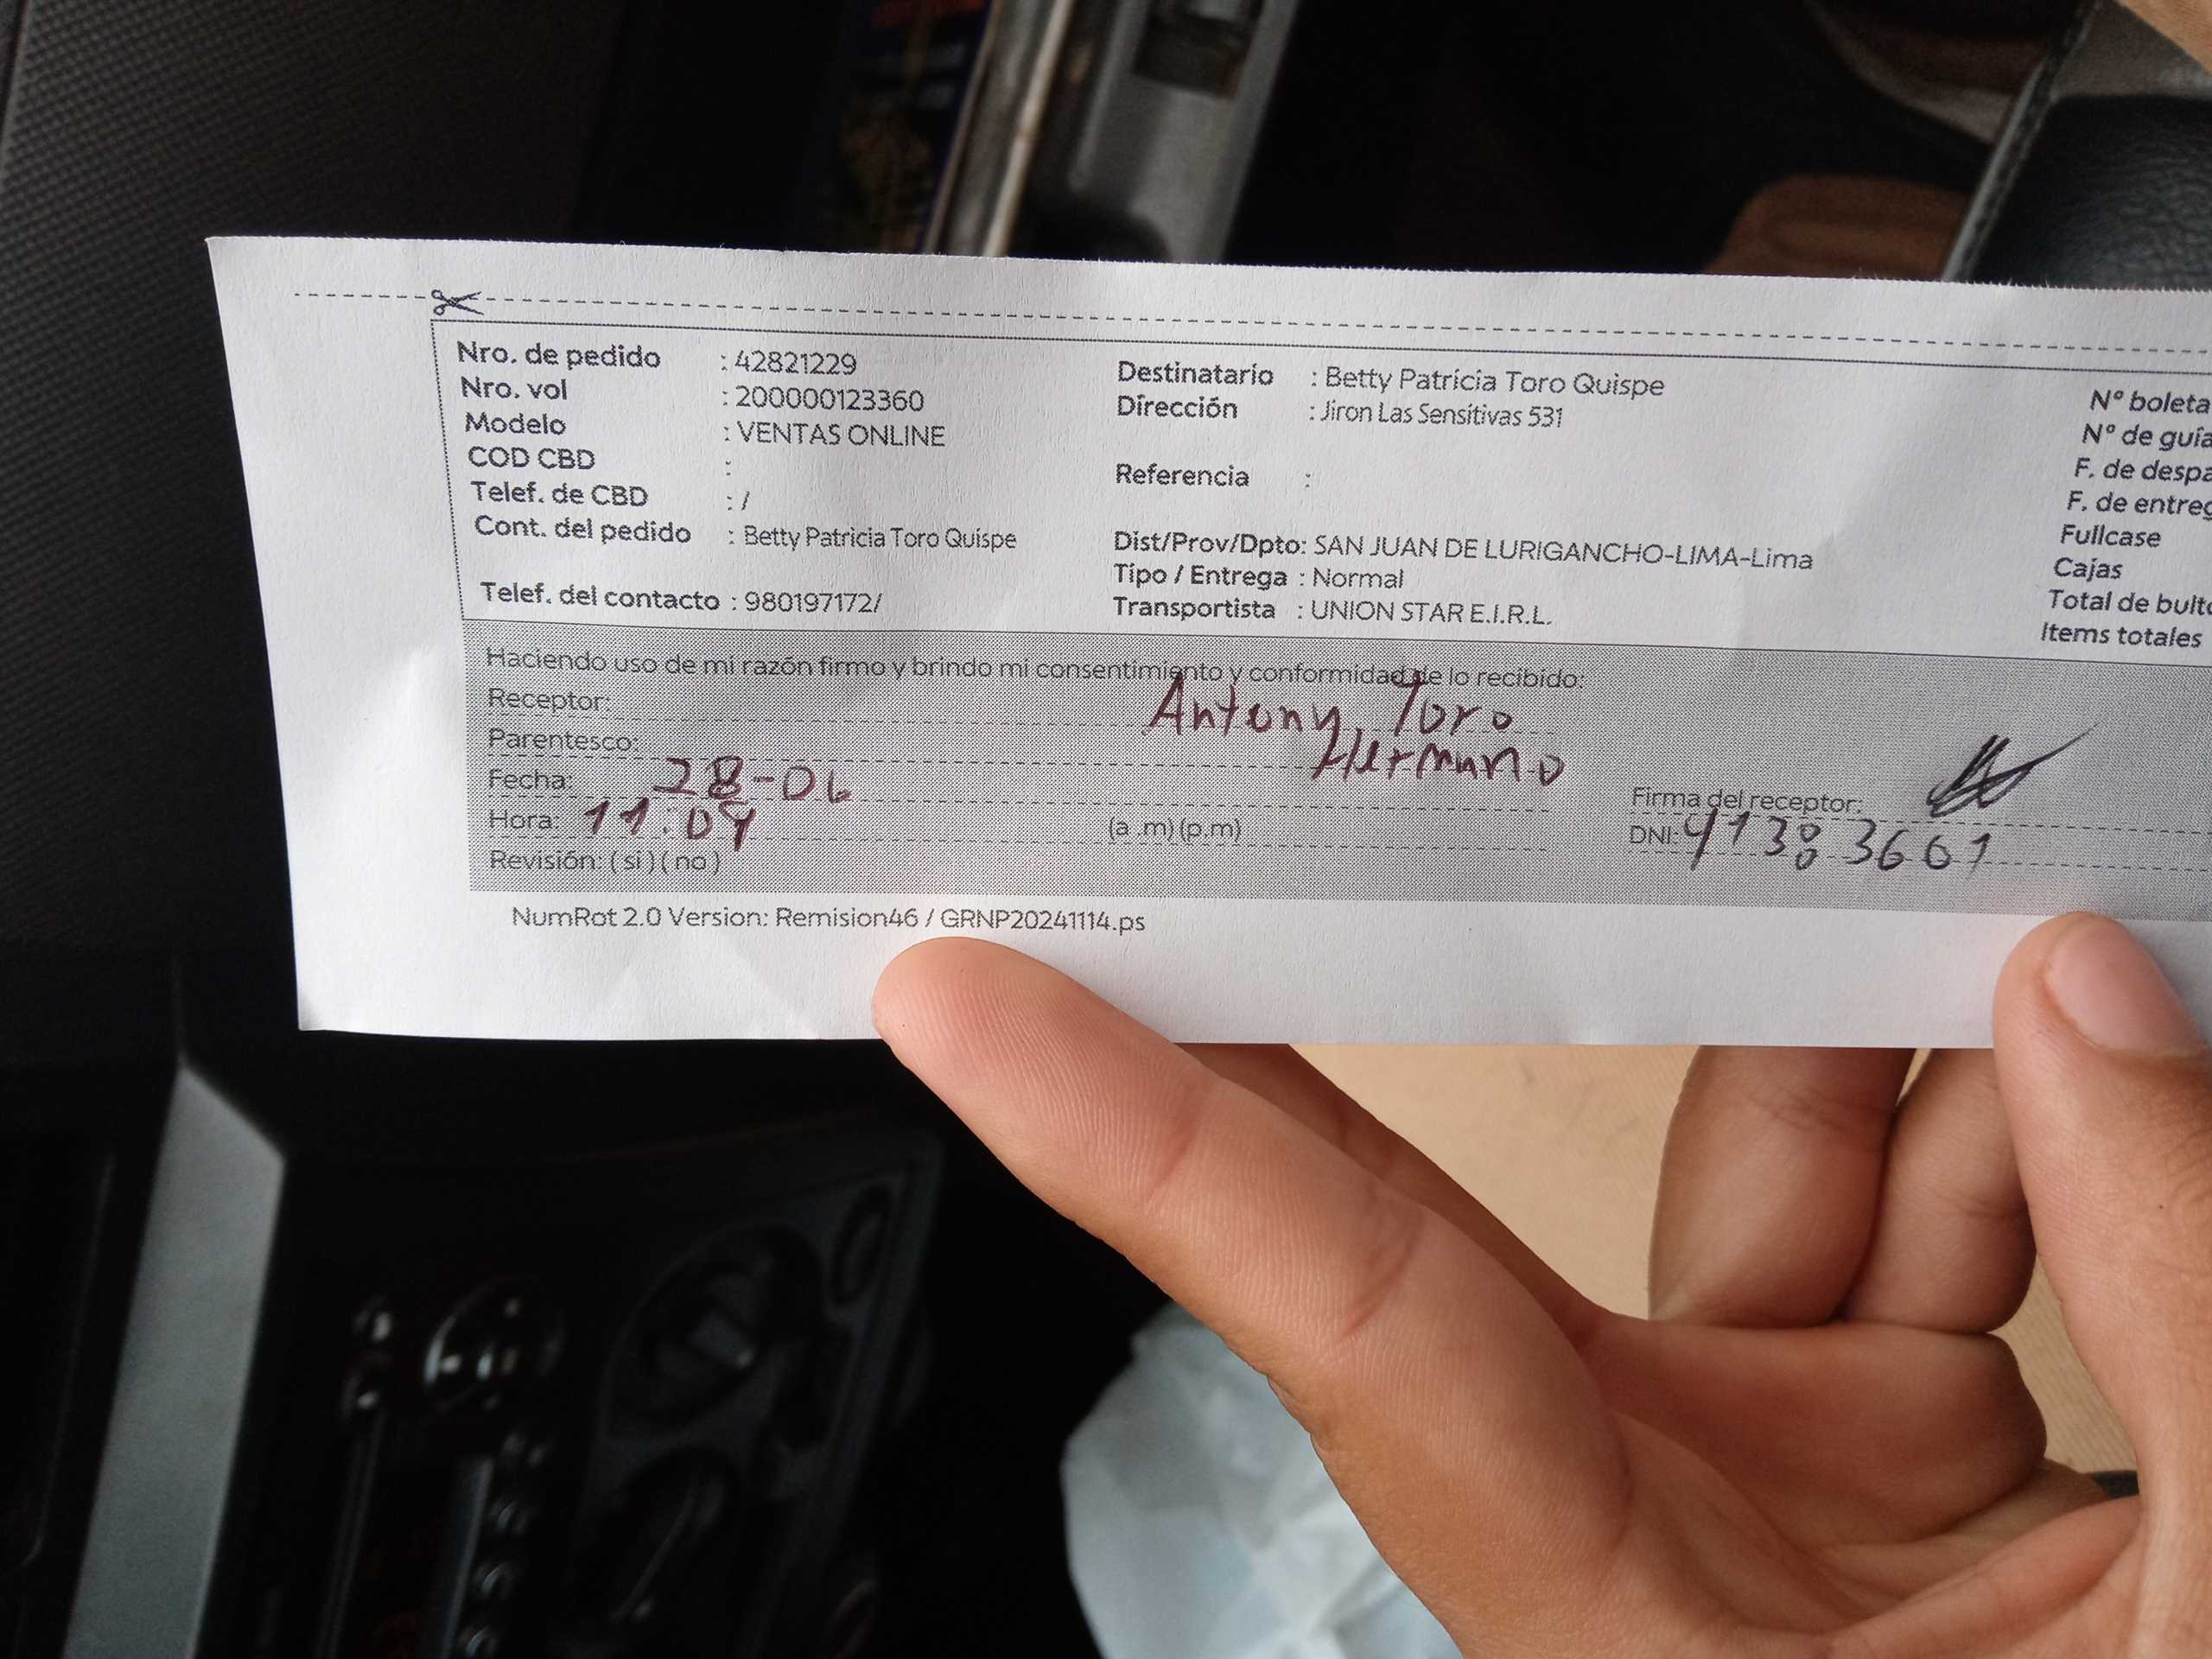 Nro. de pedido : 42821229
Nro. vol : 200000123360
Modelo : VENTAS ONLINE
COD CBD :
Telef. de CBD : /
Cont. del pedido : Betty Patricia Toro Quispe
Telef. del contacto : 980197172/
Destinatario : Betty Patricia Toro Quispe
Dirección : Jiron Las Sensitivas 531
Referencia :
Dist/Prov/Dpto: SAN JUAN DE LURIGANCHO-LIMA-Lima
Tipo / Entrega : Normal
Transportista : UNION STAR E.I.R.L.
N° boleta
N° de guia
F. de despa
F. de entreg
Fullcase
Cajas
Total de bulto
Items totales
Haciendo uso de mi razón firmo y brindo mi consentimiento y conformidad de lo recibido:
Receptor: Antony Toro
Parentesco: Hermano
Fecha: 28-06
Hora: 11:09 (a .m) (p.m)
Revisión: ( si ) ( no )
Firma del receptor:
DNI: 41383661
NumRot 2.0 Version: Remision46 / GRNP20241114.ps